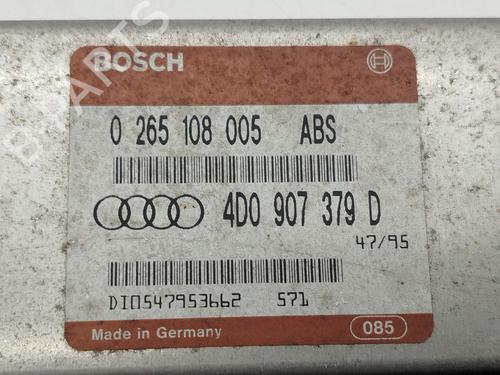 BOSCH
0 265 108 005 ABS
4D0 907 379 D
47/95
DIO547953662 571
Made in Germany 085